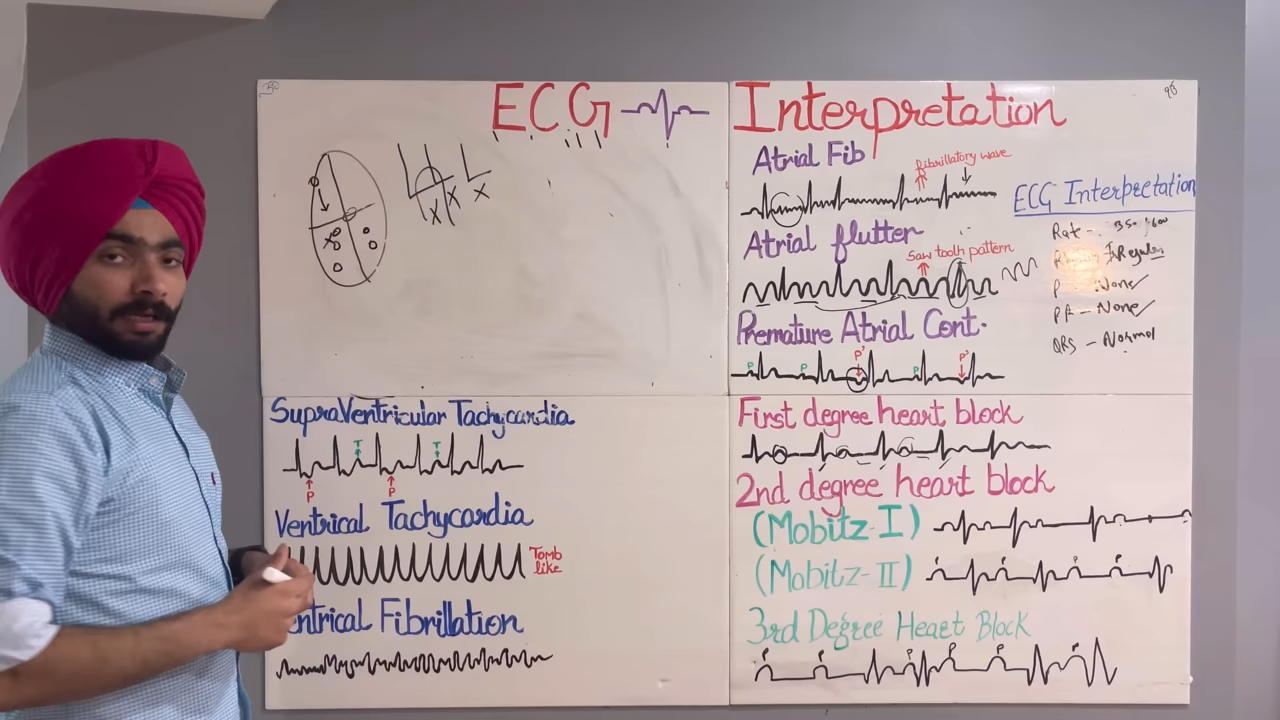 ECG Interpretation
Atrial Fib
fibrillatory wave
Atrial flutter
Saw tooth pattern
Premature Atrial Cont.
P P P' P P'
ECG Interpretation
Rate - 350-600
IRRegular
P - None
PR - None
QRS - Normal
SupraVentricular Tachycardia
T T
P P
Ventrical Tachycardia
Tomb
like
Fibrillation
First degree heart block
2nd degree heart block
(Mobitz-I)
(Mobitz-II)
3rd Degree Heart Block
P P P P P P
X X X
X